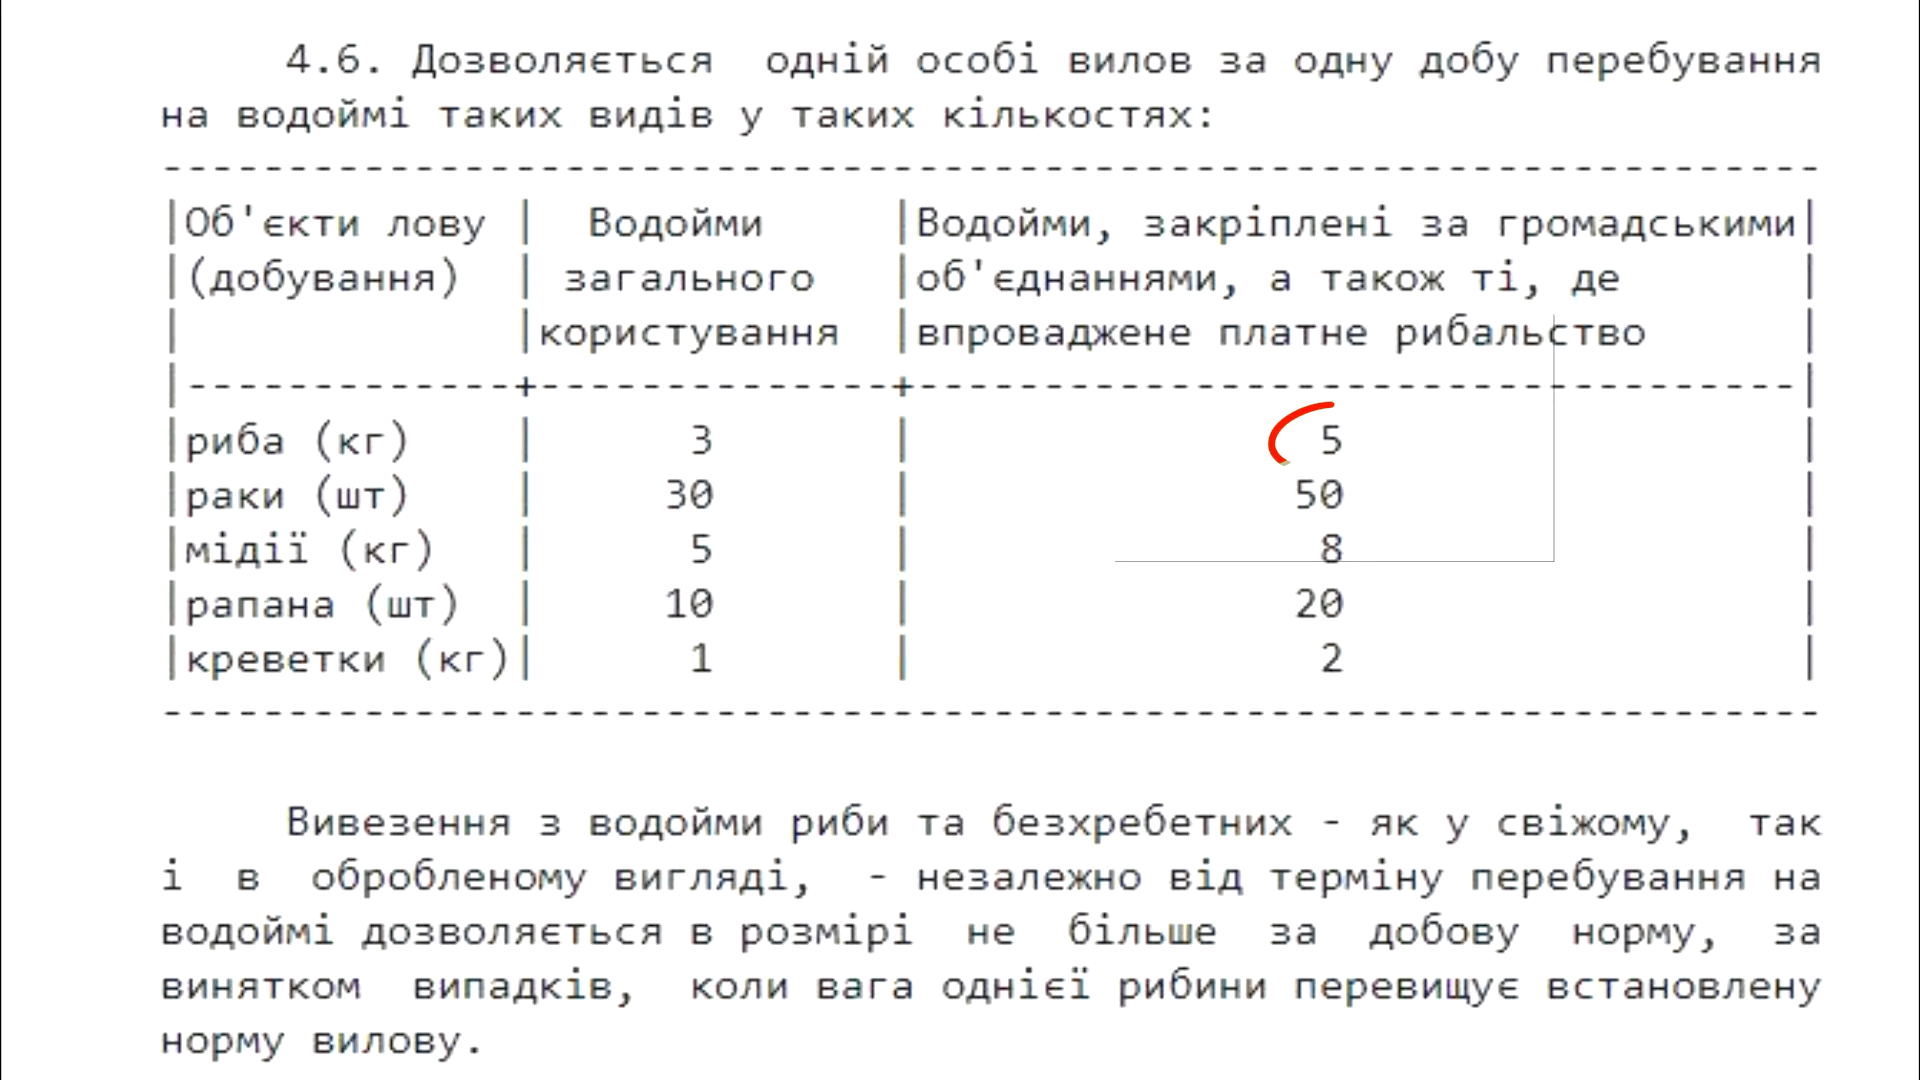 4.6. Дозволяється одній особі вилов за одну добу перебування
на водоймі таких видів у таких кількостях:
------------------------------------------------------------------
|Об'єкти лову | Водойми |Водойми, закріплені за громадськими|
|(добування) | загального |об'єднаннями, а також ті, де |
| |користування |впроваджене платне рибальство |
|-------------+--------------+-----------------------------------|
|риба (кг) | 3 | 5 |
|раки (шт) | 30 | 50 |
|мідії (кг) | 5 | 8 |
|рапана (шт) | 10 | 20 |
|креветки (кг)| 1 | 2 |
------------------------------------------------------------------
Вивезення з водойми риби та безхребетних - як у свіжому, так
і в обробленому вигляді, - незалежно від терміну перебування на
водоймі дозволяється в розмірі не більше за добову норму, за
винятком випадків, коли вага однієї рибини перевищує встановлену
норму вилову.